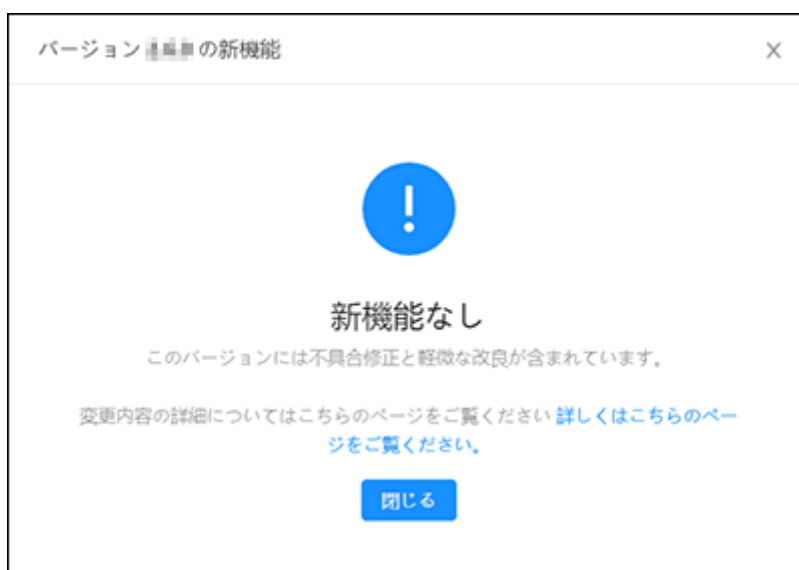 バージョン の新機能
新機能なし
このバージョンには不具合修正と軽微な改良が含まれています。
変更内容の詳細についてはこちらのページをご覧ください 詳しくはこちらのペー
ジをご覧ください。
閉じる